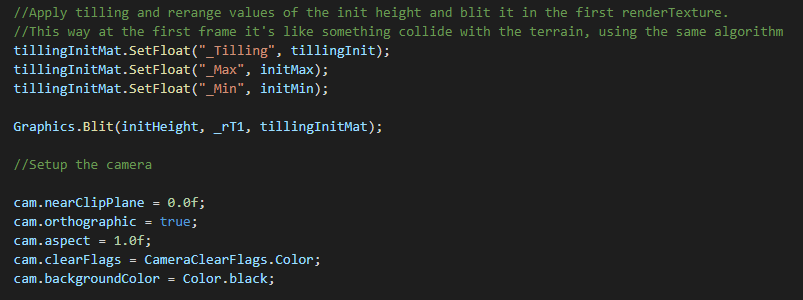 //Apply tilling and rerange values of the init height and blit it in the first renderTexture.
//This way at the first frame it's like something collide with the terrain, using the same algorithm
tillingInitMat.SetFloat("_Tilling", tillingInit);
tillingInitMat.SetFloat("_Max", initMax);
tillingInitMat.SetFloat("_Min", initMin);
Graphics.Blit(initHeight, _rT1, tillingInitMat);
//Setup the camera
cam.nearClipPlane = 0.0f;
cam.orthographic = true;
cam.aspect = 1.0f;
cam.clearFlags = CameraClearFlags.Color;
cam.backgroundColor = Color.black;